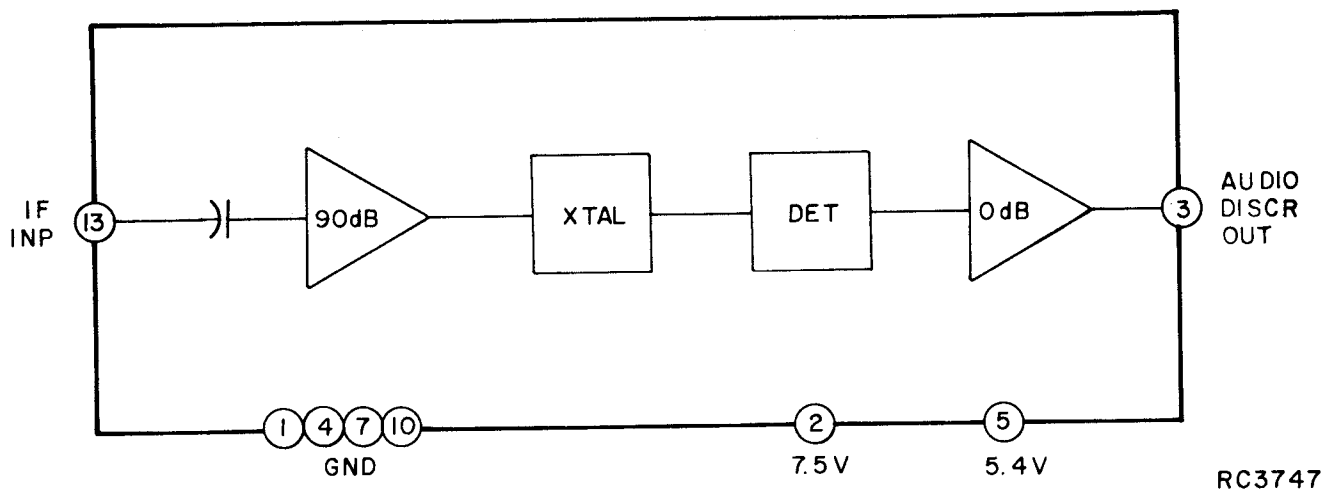 IF
INP
13
90dB
XTAL
DET
0dB
3
AUDIO
DISCR
OUT
1 4 7 10
GND
2
7.5V
5
5.4V
RC3747